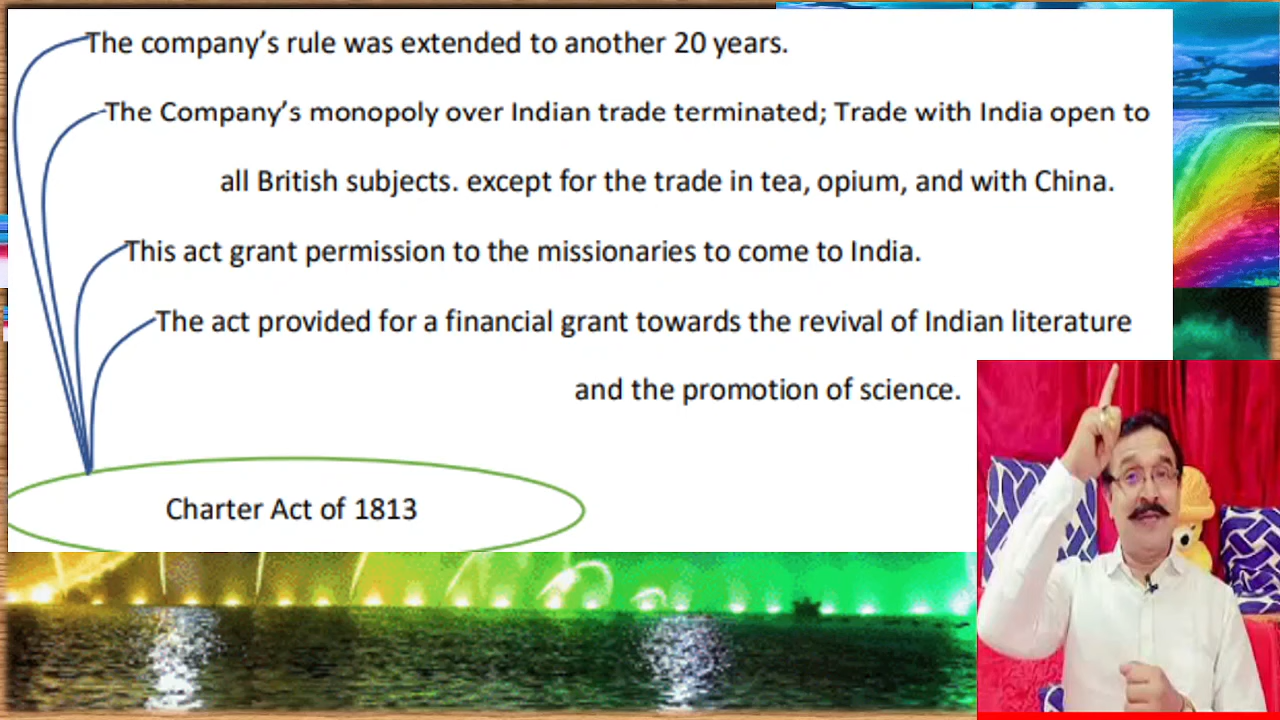 The company’s rule was extended to another 20 years.
The Company’s monopoly over Indian trade terminated; Trade with India open to
all British subjects. except for the trade in tea, opium, and with China.
This act grant permission to the missionaries to come to India.
The act provided for a financial grant towards the revival of Indian literature
and the promotion of science.
Charter Act of 1813